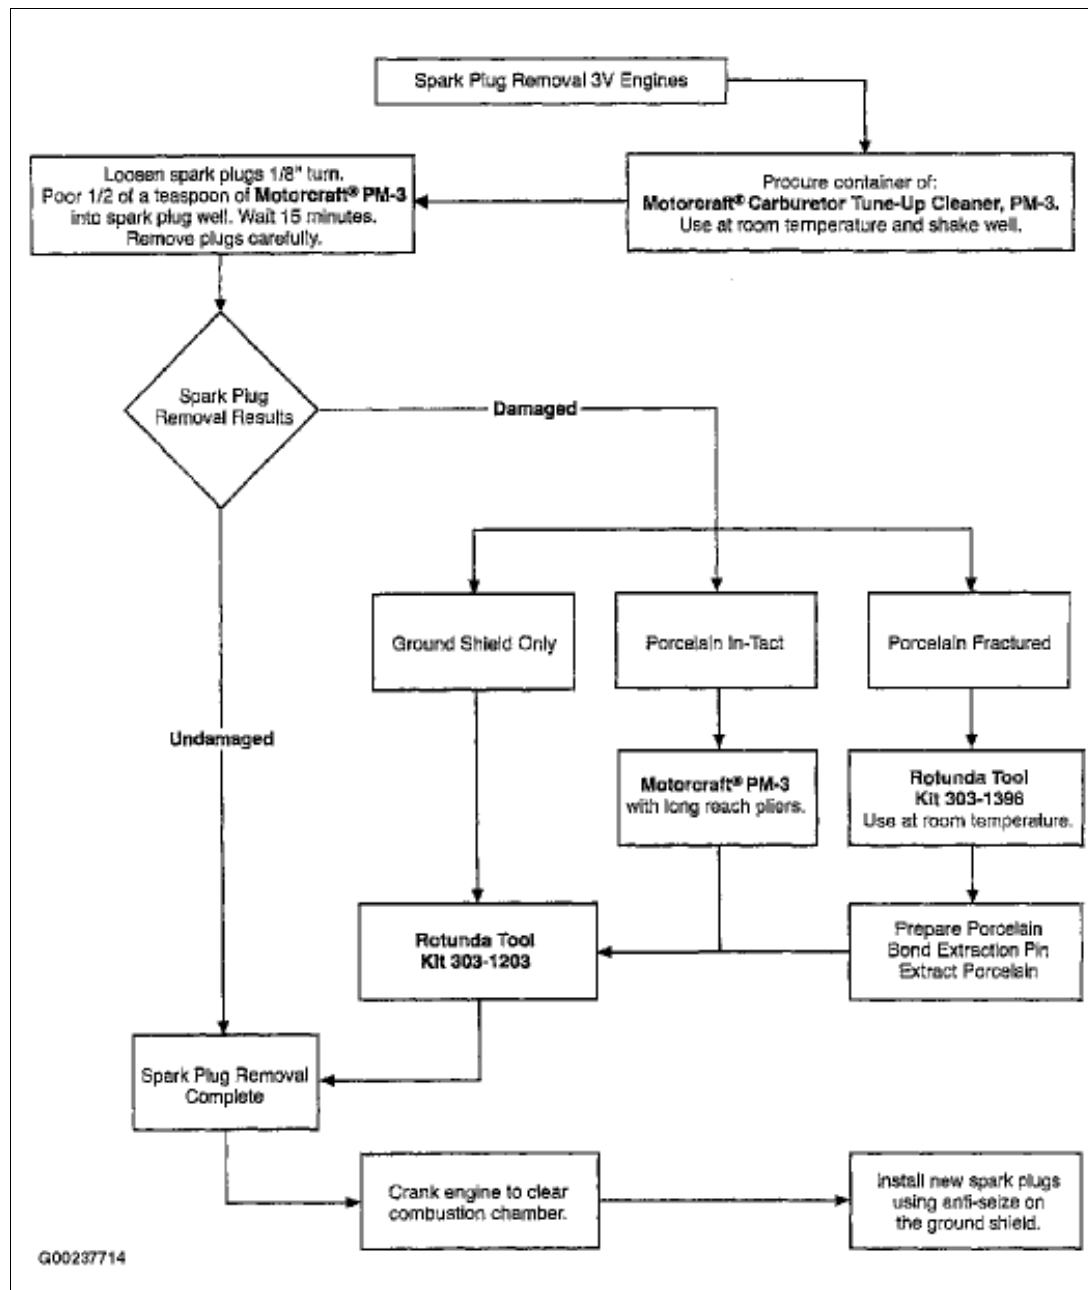 Spark Plug Removal 3V Engines
Loosen spark plugs 1/8" turn.
Poor 1/2 of a teaspoon of Motorcraft® PM-3
into spark plug well. Wait 15 minutes.
Remove plugs carefully.
Procure container of:
Motorcraft® Carburetor Tune-Up Cleaner, PM-3.
Use at room temperature and shake well.
Spark Plug
Removal Results
Damaged
Ground Shield Only
Porcelain In-Tact
Porcelain Fractured
Undamaged
Motorcraft® PM-3
with long reach pliers.
Rotunda Tool
Kit 303-1398
Use at room temperature.
Rotunda Tool
Kit 303-1203
Prepare Porcelain
Bond Extraction Pin
Extract Porcelain
Spark Plug Removal
Complete
Crank engine to clear
combustion chamber.
Install new spark plugs
using anti-seize on
the ground shield.
G00237714